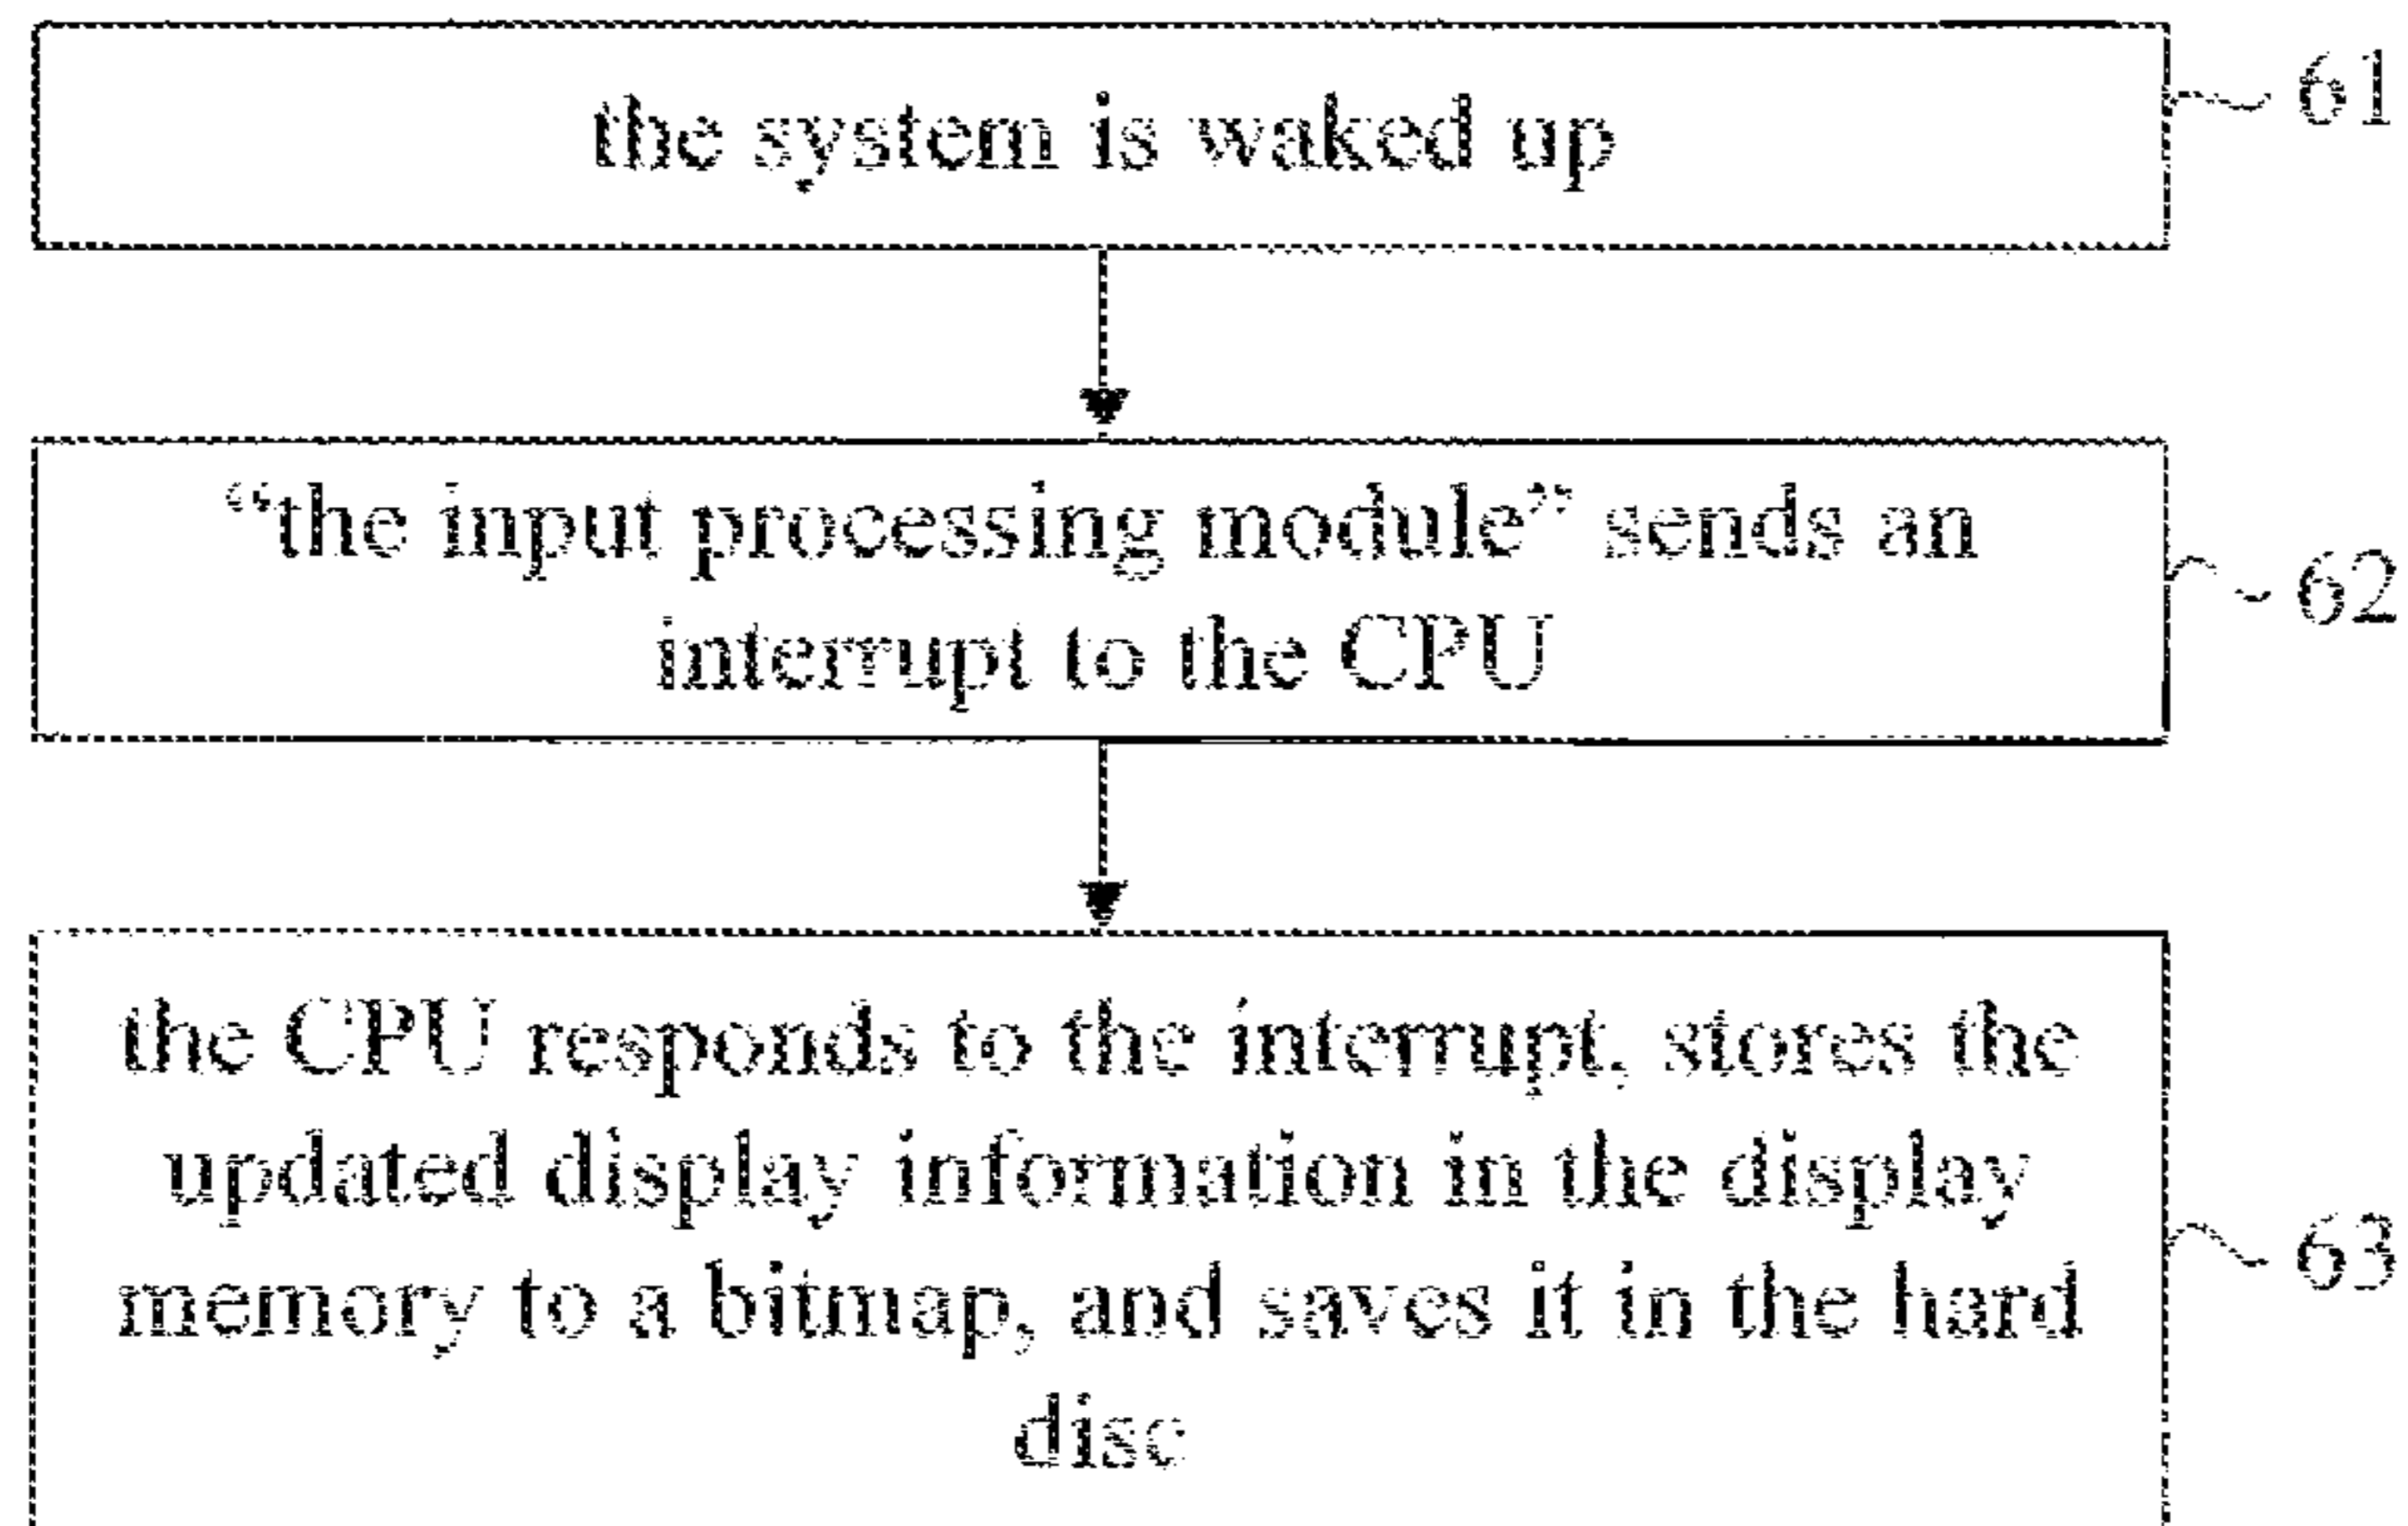 the system is waked up
61
“the input processing module” sends an
interrupt to the CPU
62
the CPU responds to the interrupt, stores the
updated display information in the display
memory to a bitmap, and saves it in the hard
disc
63